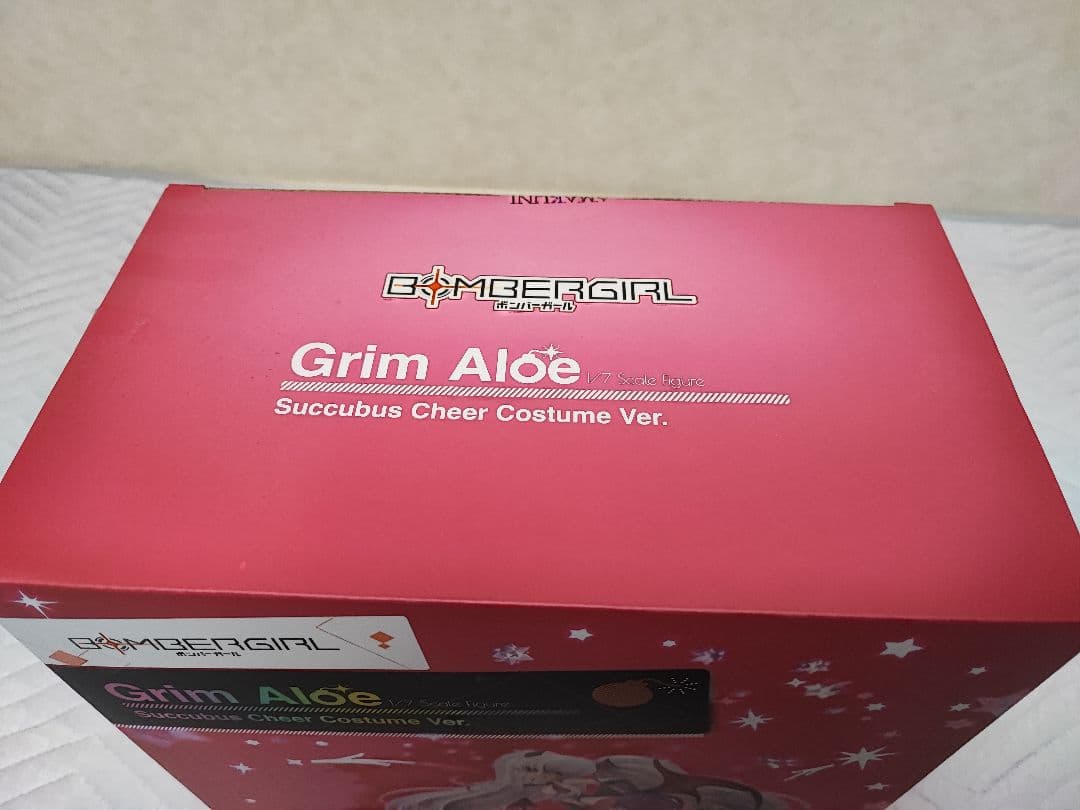 AMAKUNI
BOMBERGIRL
ボンバーガール
Grim Aloe 1/7 Scale Figure
Succubus Cheer Costume Ver.
BOMBERGIRL
ボンバーガール
Grim Aloe 1/7 Scale Figure
Succubus Cheer Costume Ver.